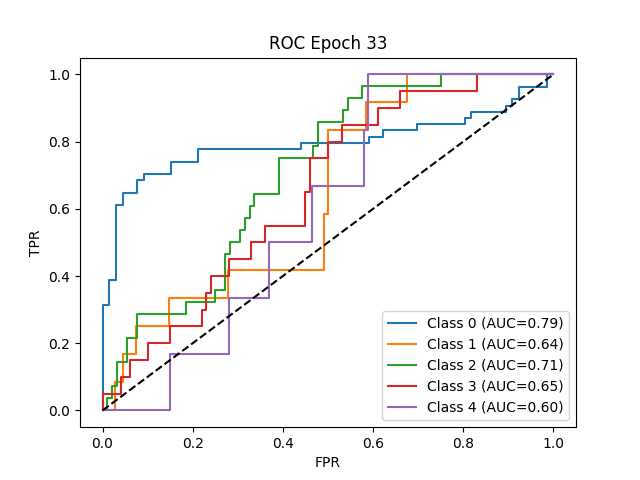 ROC Epoch 33
TPR
1.0
0.8
0.6
0.4
0.2
0.0
Class 0 (AUC=0.79)
Class 1 (AUC=0.64)
Class 2 (AUC=0.71)
Class 3 (AUC=0.65)
Class 4 (AUC=0.60)
0.0 0.2 0.4 0.6 0.8 1.0
FPR